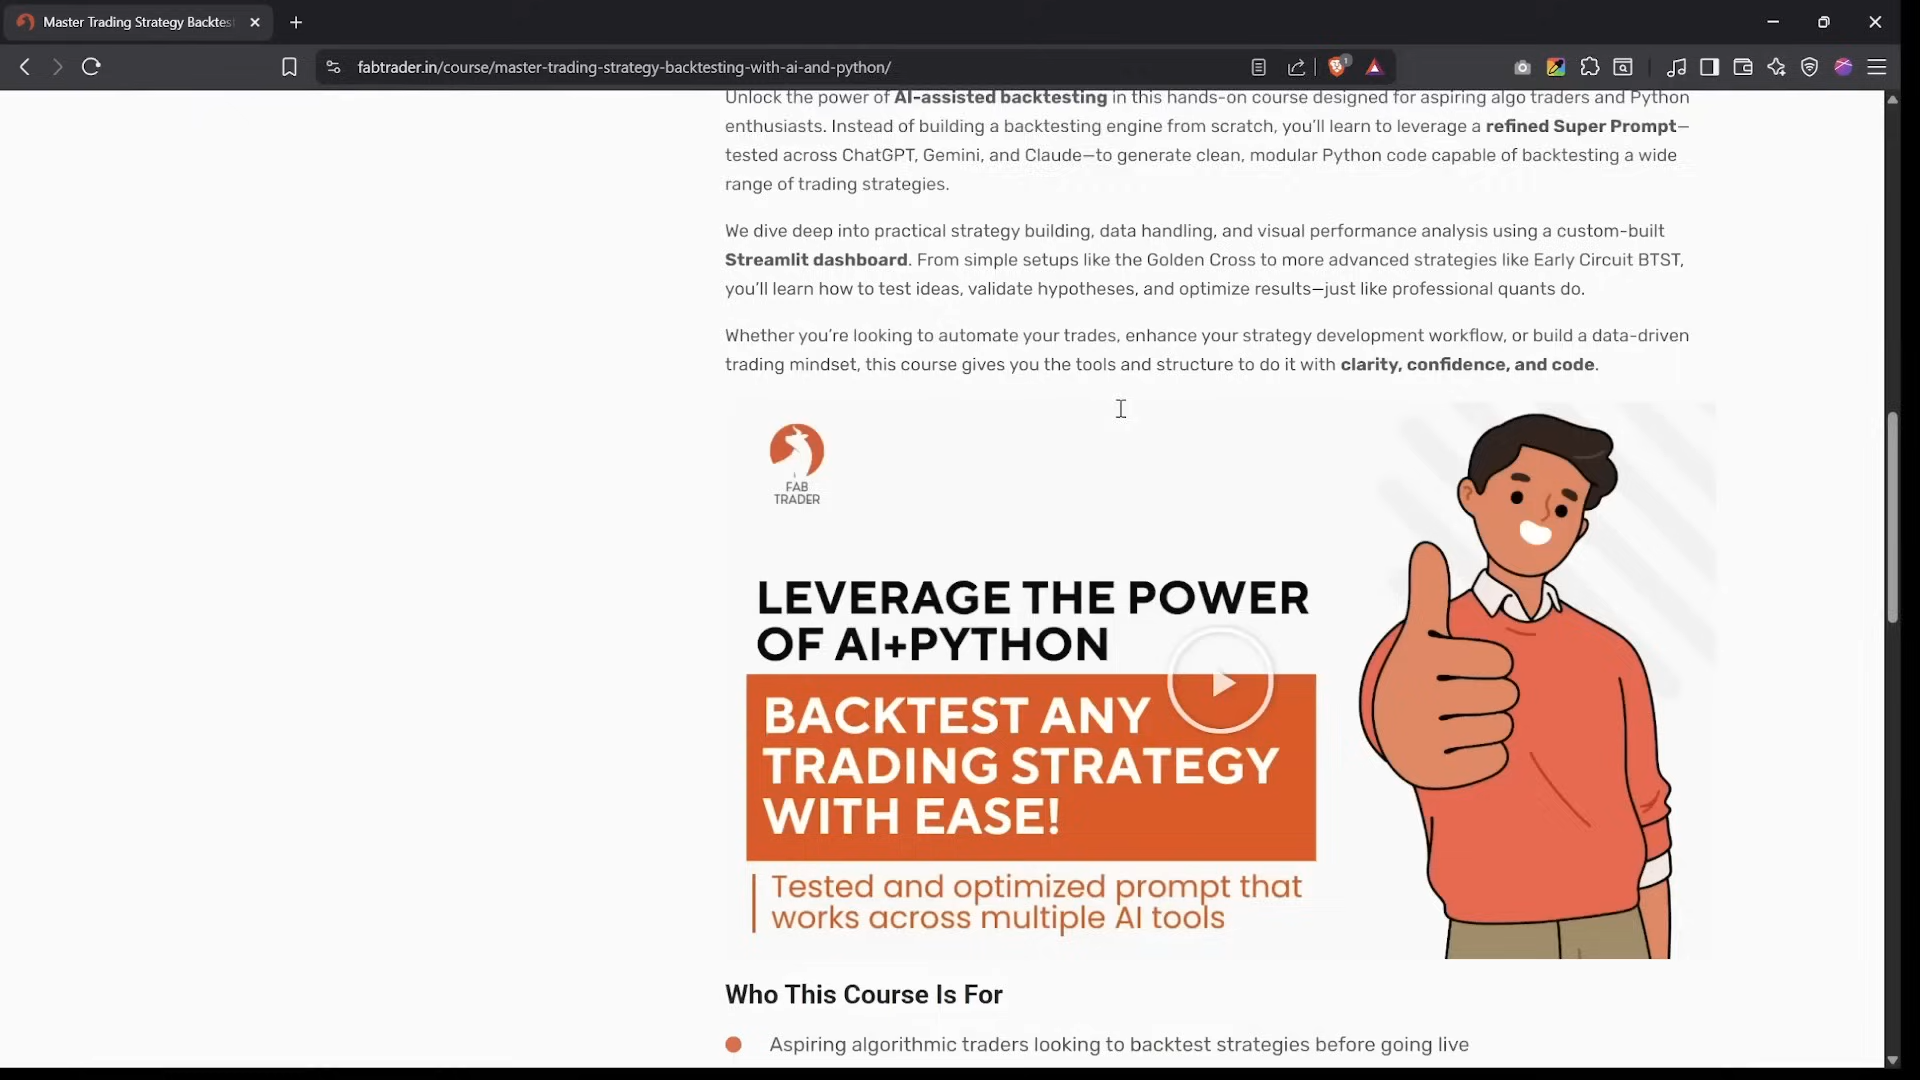 Master Trading Strategy Backtes
fabtrader.in/course/master-trading-strategy-backtesting-with-ai-and-python/
1
Unlock the power of AI-assisted backtesting in this hands-on course designed for aspiring algo traders and Python
enthusiasts. Instead of building a backtesting engine from scratch, you'll learn to leverage a refined Super Prompt—
tested across ChatGPT, Gemini, and Claude—to generate clean, modular Python code capable of backtesting a wide
range of trading strategies.
We dive deep into practical strategy building, data handling, and visual performance analysis using a custom-built
Streamlit dashboard. From simple setups like the Golden Cross to more advanced strategies like Early Circuit BTST,
you'll learn how to test ideas, validate hypotheses, and optimize results—just like professional quants do.
Whether you're looking to automate your trades, enhance your strategy development workflow, or build a data-driven
trading mindset, this course gives you the tools and structure to do it with clarity, confidence, and code.
FAB
TRADER
LEVERAGE THE POWER
OF AI+PYTHON
BACKTEST ANY
TRADING STRATEGY
WITH EASE!
Tested and optimized prompt that
works across multiple AI tools
Who This Course Is For
Aspiring algorithmic traders looking to backtest strategies before going live